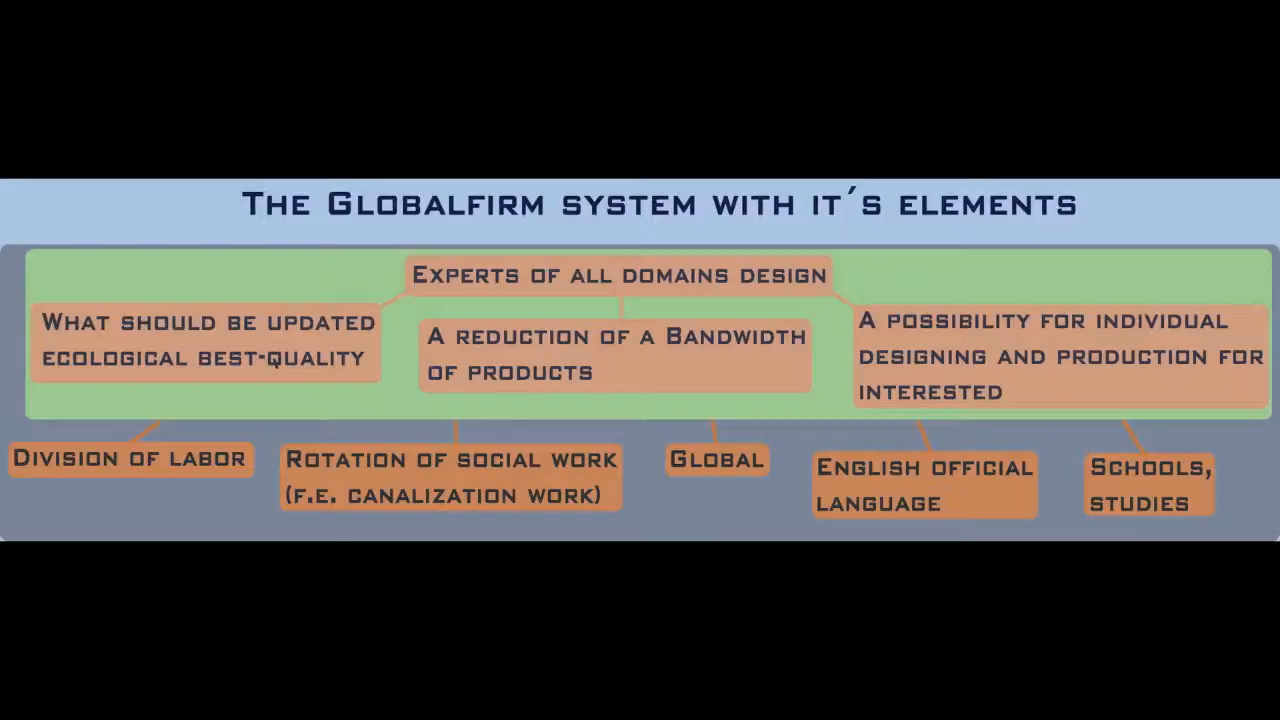 The Globalfirm system with it´s elements
Experts of all domains design
What should be updated
ecological best-quality
A reduction of a Bandwidth
of products
A possibility for individual
designing and production for
interested
Division of labor
Rotation of social work
(f.e. canalization work)
Global
English official
language
Schools,
studies